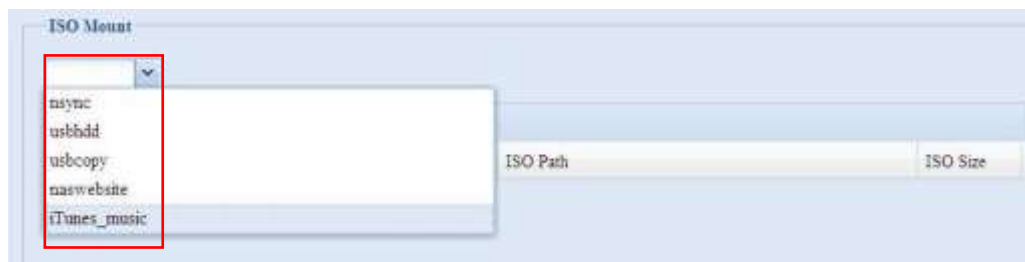 ISO Mount
nsync
usbhdd
usbcopy
ISO Path
ISO Size
naswebsite
iTunes_music